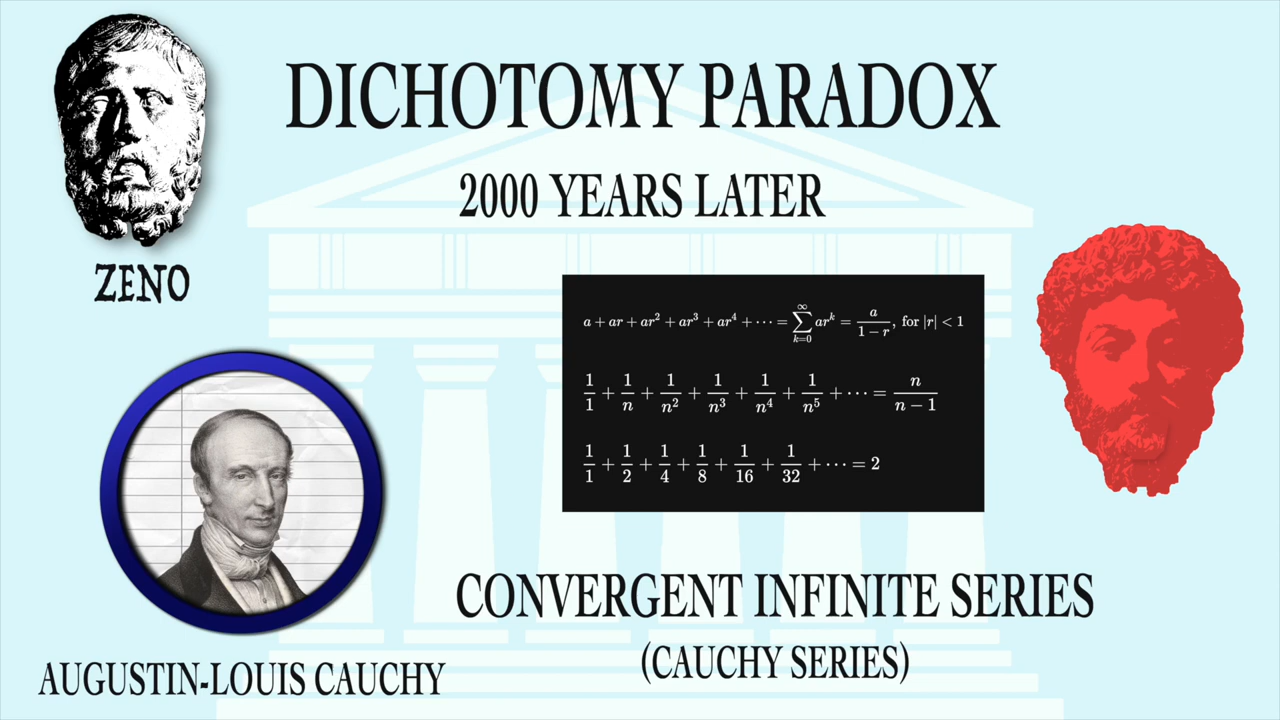 DICHOTOMY PARADOX
2000 YEARS LATER
ZENO
a + ar + ar² + ar³ + ar⁴ + ⋯ = ∑_{k=0}^{∞} ar^k = a/(1 − r), for |r| < 1
1/1 + 1/n + 1/n² + 1/n³ + 1/n⁴ + 1/n⁵ + ⋯ = n/(n − 1)
1/1 + 1/2 + 1/4 + 1/8 + 1/16 + 1/32 + ⋯ = 2
CONVERGENT INFINITE SERIES
(CAUCHY SERIES)
AUGUSTIN-LOUIS CAUCHY